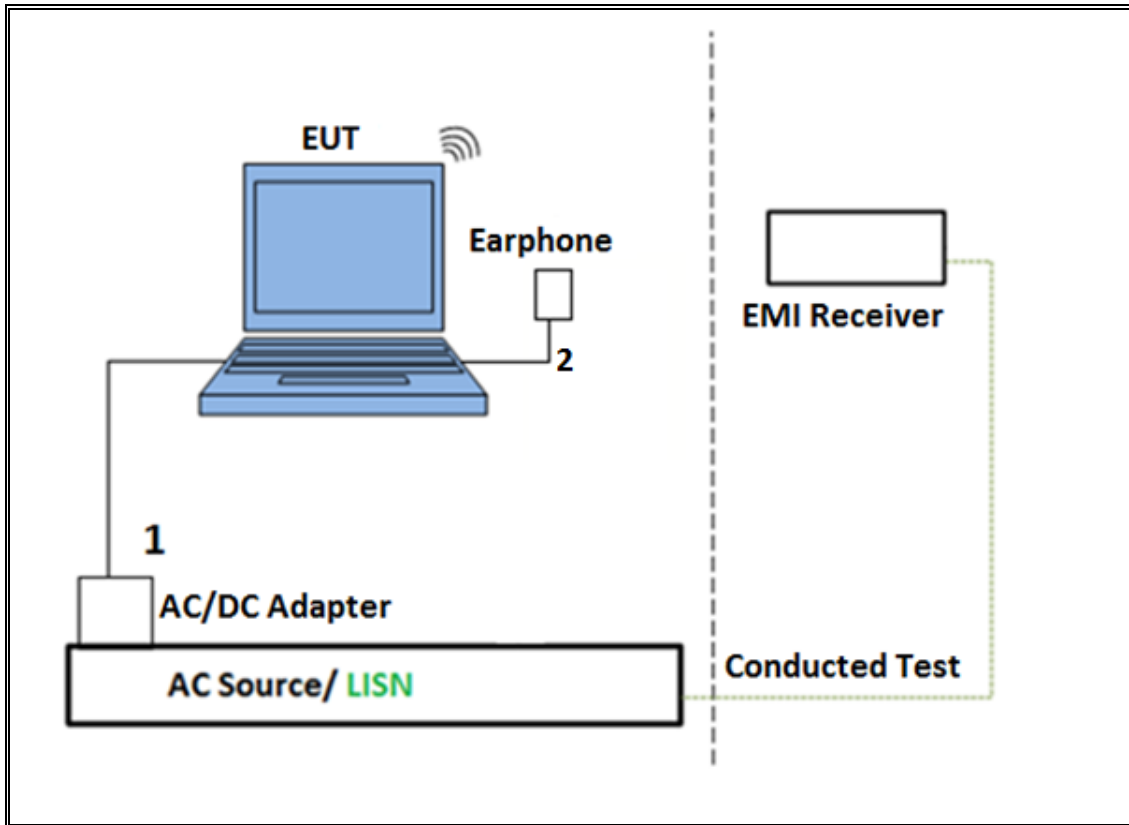 EUT
Earphone
2
EMI Receiver
1
AC/DC Adapter
AC Source/ LISN
Conducted Test